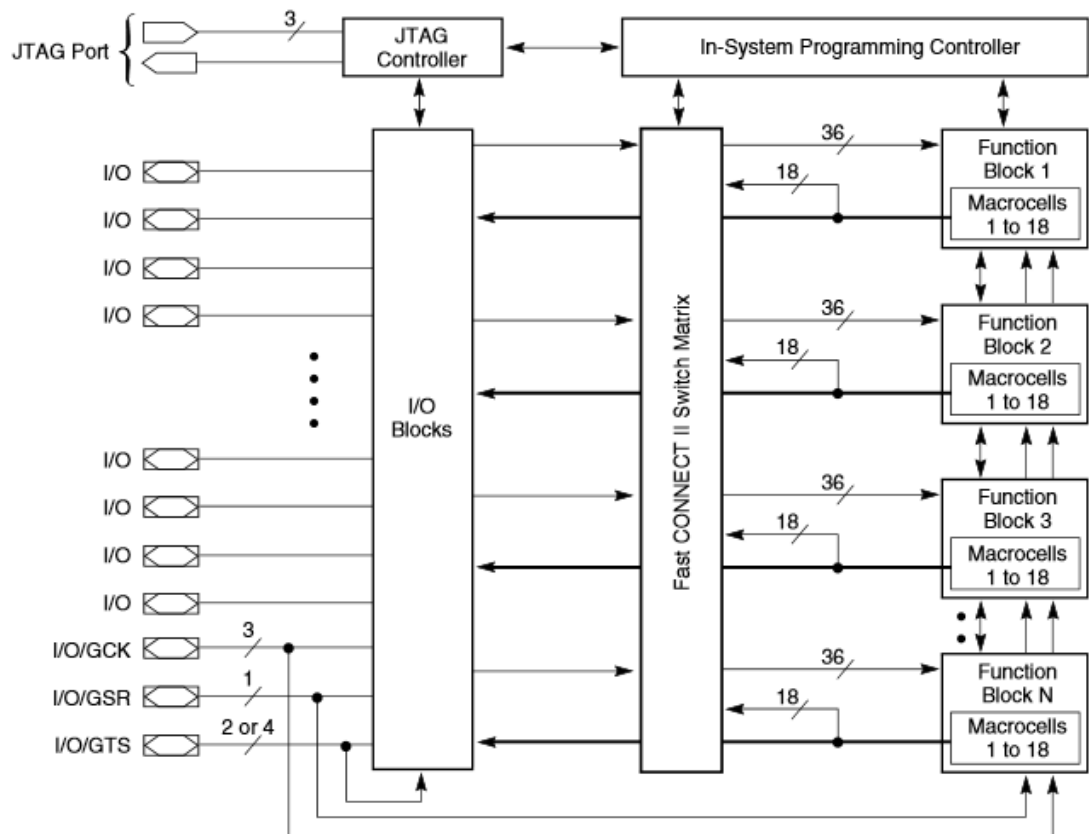 JTAG Port
3
JTAG
Controller
In-System Programming Controller
I/O
I/O
I/O
I/O
I/O
I/O
I/O
I/O
I/O/GCK
3
I/O/GSR
1
I/O/GTS
2 or 4
I/O
Blocks
Fast CONNECT II Switch Matrix
36
18
Function
Block 1
Macrocells
1 to 18
36
18
Function
Block 2
Macrocells
1 to 18
36
18
Function
Block 3
Macrocells
1 to 18
36
18
Function
Block N
Macrocells
1 to 18